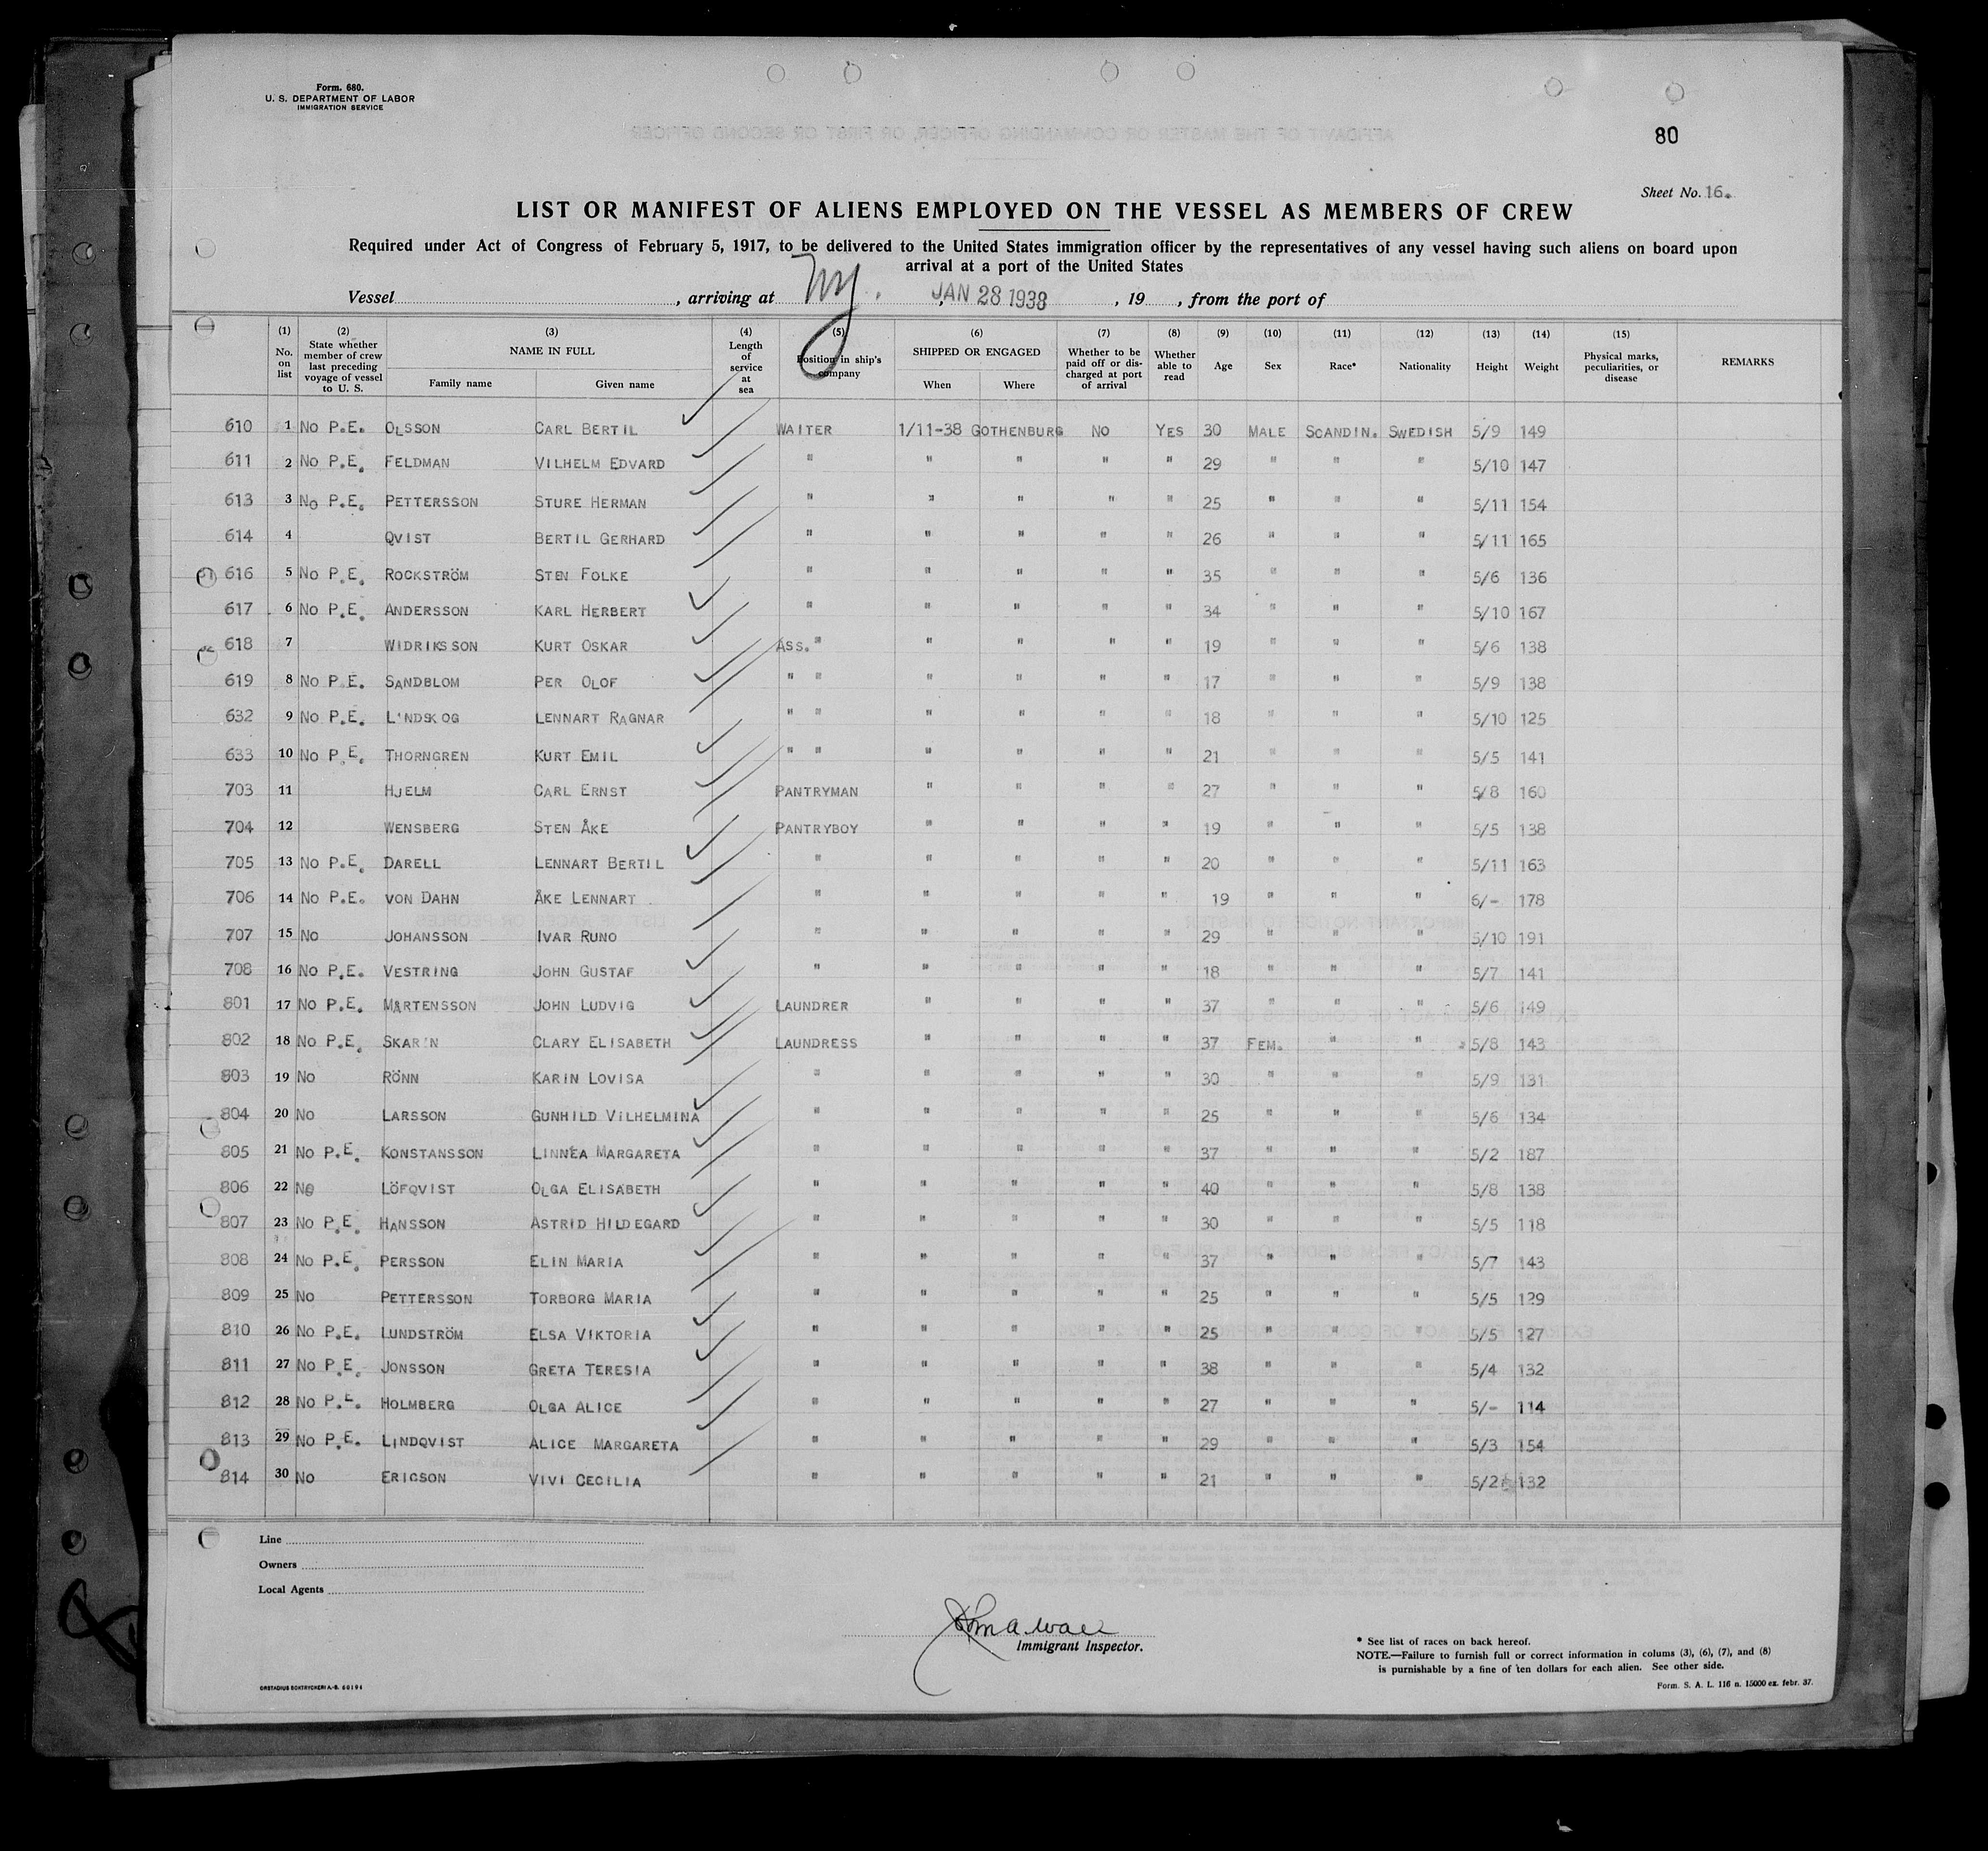 Form. 680.
U. S. DEPARTMENT OF LABOR
IMMIGRATION SERVICE
80
Sheet No. 16.
LIST OR MANIFEST OF ALIENS EMPLOYED ON THE VESSEL AS MEMBERS OF CREW
Required under Act of Congress of February 5, 1917, to be delivered to the United States immigration officer by the representatives of any vessel having such aliens on board upon
arrival at a port of the United States
Vessel , arriving at NY. , JAN 28 1938 , 19 , from the port of
(1) No. on list (2) State whether member of crew last preceding voyage of vessel to U. S. (3) NAME IN FULL Family name Given name (4) Length of service at sea (5) Position in ship's company (6) SHIPPED OR ENGAGED When Where (7) Whether to be paid off or discharged at port of arrival (8) Whether able to read (9) Age (10) Sex (11) Race* (12) Nationality (13) Height (14) Weight (15) Physical marks, peculiarities, or disease REMARKS
610 1 No P.E. OLSSON CARL BERTIL WAITER 1/11-38 GOTHENBURG NO YES 30 MALE SCANDIN. SWEDISH 5/9 149
611 2 No P.E. FELDMAN VILHELM EDVARD " " " " " 29 " " " 5/10 147
613 3 No P.E. PETTERSSON STURE HERMAN " " " " " 25 " " " 5/11 154
614 4 QVIST BERTIL GERHARD " " " " " 26 " " " 5/11 165
616 5 No P.E. ROCKSTRÖM STEN FOLKE " " " " " 35 " " " 5/6 136
617 6 No P.E. ANDERSSON KARL HERBERT " " " " " 34 " " " 5/10 167
618 7 WIDRIKSSON KURT OSKAR ASS. " " " " " 19 " " " 5/6 138
619 8 No P.E. SANDBLOM PER OLOF " " " " " " 17 " " " 5/9 138
632 9 No P.E. LINDSKOG LENNART RAGNAR " " " " " " 18 " " " 5/10 125
633 10 No P.E. THORNGREN KURT EMIL " " " " " " 21 " " " 5/5 141
703 11 HJELM CARL ERNST PANTRYMAN " " " " 27 " " " 5/8 160
704 12 WENSBERG STEN ÅKE PANTRYBOY " " " " 19 " " " 5/5 138
705 13 No P.E. DARELL LENNART BERTIL " " " " " 20 " " " 5/11 163
706 14 No P.E. VON DAHN ÅKE LENNART " " " " " 19 " " " 6/- 178
707 15 No JOHANSSON IVAR RUNO " " " " " 29 " " " 5/10 191
708 16 No P.E. VESTRING JOHN GUSTAF " " " " " 18 " " " 5/7 141
801 17 No P.E. MÅRTENSSON JOHN LUDVIG LAUNDRER " " " " 37 " " " 5/6 149
802 18 No P.E. SKARIN CLARY ELISABETH LAUNDRESS " " " " 37 FEM. " " 5/8 143
803 19 No RÖNN KARIN LOVISA " " " " " 30 " " " 5/9 131
804 20 No LARSSON GUNHILD VILHELMINA " " " " " 25 " " " 5/6 134
805 21 No P.E. KONSTANSSON LINNÉA MARGARETA " " " " " 37 " " " 5/2 187
806 22 No LÖFQVIST OLGA ELISABETH " " " " " 40 " " " 5/8 138
807 23 No P.E. HANSSON ASTRID HILDEGARD " " " " " 30 " " " 5/5 118
808 24 No P.E. PERSSON ELIN MARIA " " " " " 37 " " " 5/7 143
809 25 No PETTERSSON TORBORG MARIA " " " " " 25 " " " 5/5 129
810 26 No P.E. LUNDSTRÖM ELSA VIKTORIA " " " " " 25 " " " 5/5 127
811 27 No P.E. JONSSON GRETA TERESIA " " " " " 38 " " " 5/4 132
812 28 No P.E. HOLMBERG OLGA ALICE " " " " " 27 " " " 5/- 114
813 29 No P.E. LINDQVIST ALICE MARGARETA " " " " " 29 " " " 5/3 154
814 30 No ERICSON VIVI CECILIA " " " " " 21 " " " 5/2 132
Line
Owners
Local Agents
Immigrant Inspector.
* See list of races on back hereof.
NOTE.—Failure to furnish full or correct information in colums (3), (6), (7), and (8)
is purnishable by a fine of ten dollars for each alien. See other side.
ORSTADIUS BOKTRYCKERI A.-B. 50194
Form. S. A. L. 116 n. 15000 ex. febr. 37.